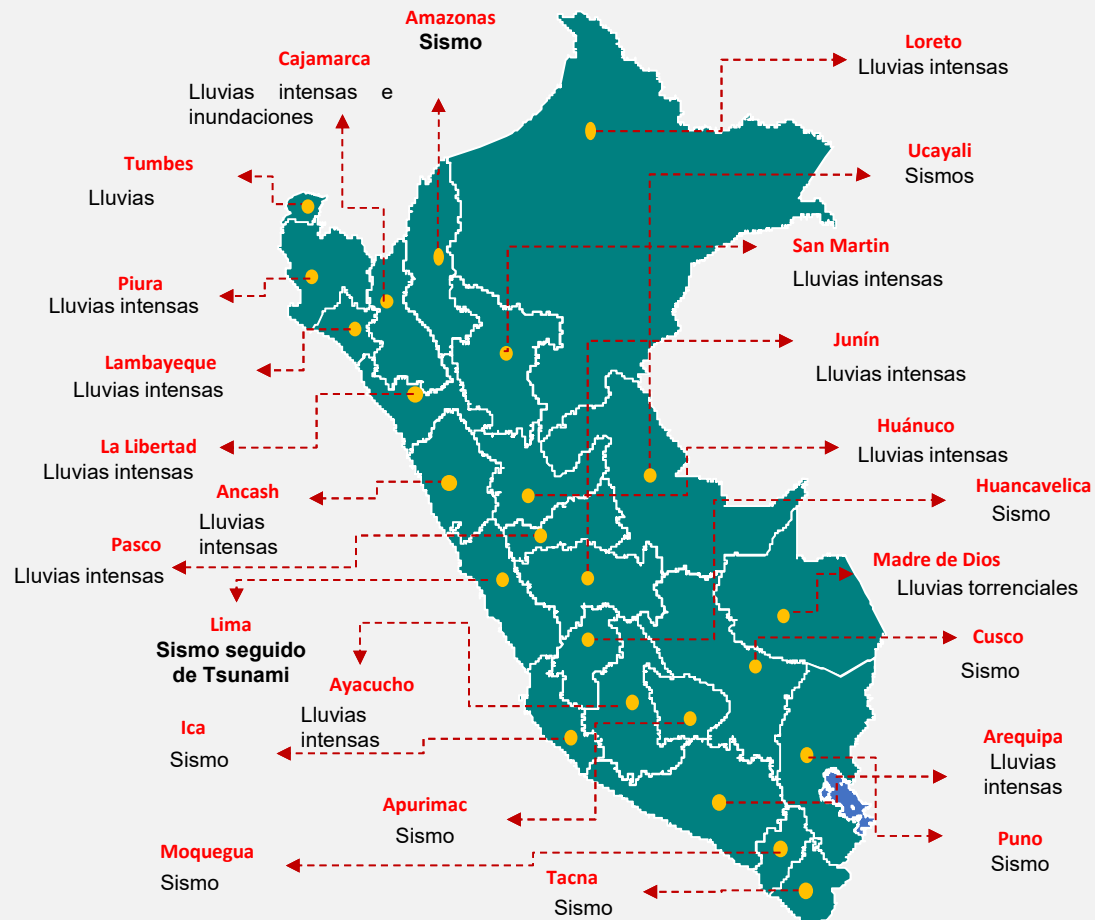 Amazonas
Sismo
Cajamarca
Lluvias intensas e
inundaciones
Tumbes
Lluvias
Piura
Lluvias intensas
Lambayeque
Lluvias intensas
La Libertad
Lluvias intensas
Ancash
Lluvias
intensas
Pasco
Lluvias intensas
Lima
Sismo seguido
de Tsunami
Ayacucho
Lluvias
intensas
Ica
Sismo
Apurimac
Sismo
Moquegua
Sismo
Tacna
Sismo
Loreto
Lluvias intensas
Ucayali
Sismos
San Martin
Lluvias intensas
Junín
Lluvias intensas
Huánuco
Lluvias intensas
Huancavelica
Sismo
Madre de Dios
Lluvias torrenciales
Cusco
Sismo
Arequipa
Lluvias
intensas
Puno
Sismo